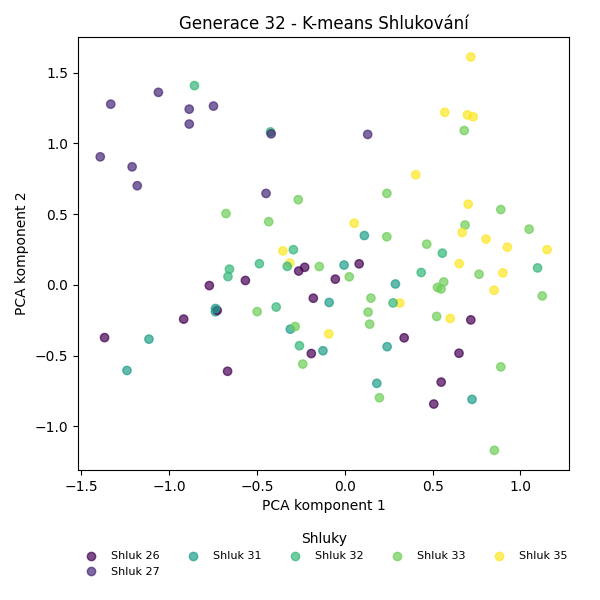 Generace 32 - K-means Shlukování
PCA komponent 2
1.5
1.0
0.5
0.0
−0.5
−1.0
−1.5
−1.0
−0.5
0.0
0.5
1.0
PCA komponent 1
Shluky
Shluk 26
Shluk 31
Shluk 32
Shluk 33
Shluk 35
Shluk 27